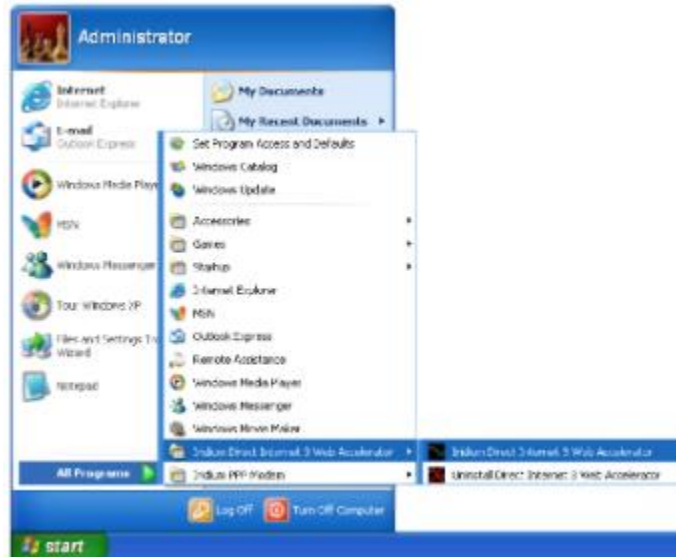 Administrator
Internet
Internet Explorer
E-mail
Outlook Express
Windows Media Playe
MSN
Windows Messenger
Tour Windows XP
Files and Settings Tr
Wizard
Notepad
All Programs
My Documents
My Recent Documents
Set Program Access and Defaults
Windows Catalog
Windows Update
Accessories
Games
Startup
Internet Explorer
MSN
Outlook Express
Remote Assistance
Windows Media Player
Windows Messenger
Windows Movie Maker
Iridium Direct Internet 3 Web Accelerator
Iridium PPP Modem
Iridium Direct Internet 3 Web Accelerator
Uninstall Direct Internet 3 Web Accelerator
Log Off
Turn Off Computer
start